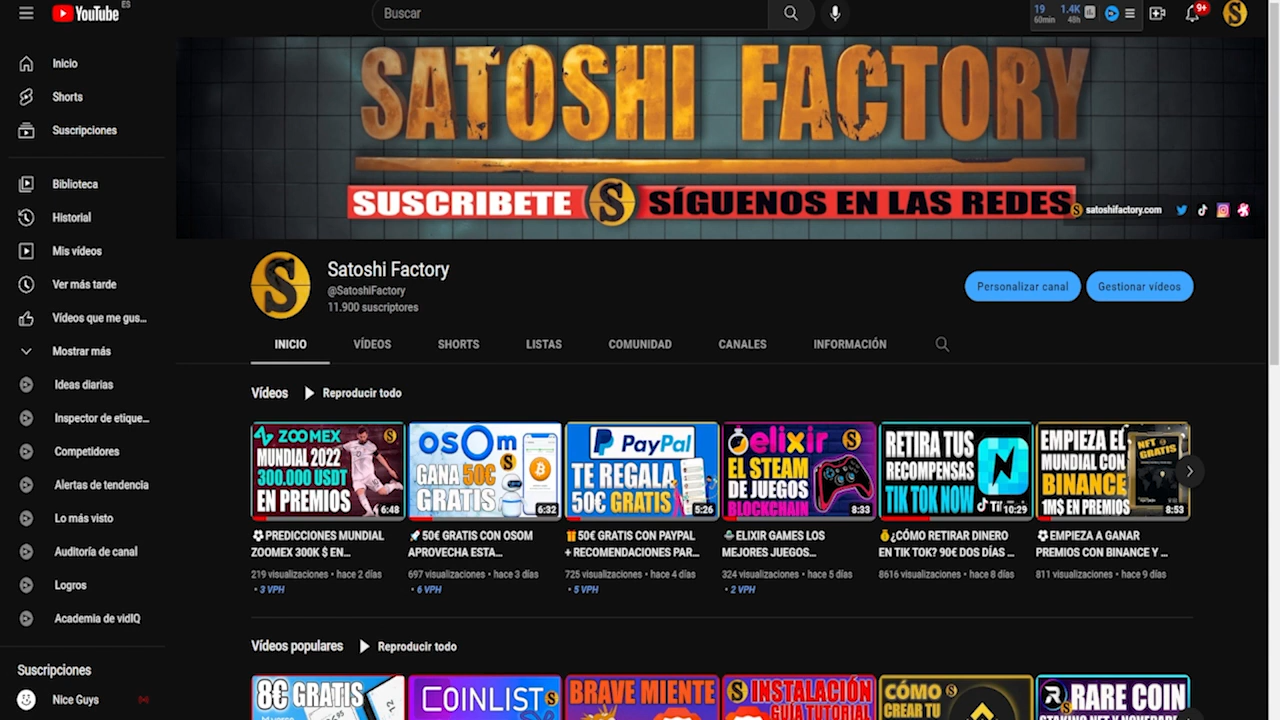 YouTube ES
Buscar
19 60min 1.4K 48h
9+
Inicio
Shorts
Suscripciones
Biblioteca
Historial
Mis vídeos
Ver más tarde
Vídeos que me gus...
Mostrar más
Ideas diarias
Inspector de etique...
Competidores
Alertas de tendencia
Lo más visto
Auditoría de canal
Logros
Academia de vidIQ
Suscripciones
Nice Guys
SATOSHI FACTORY
SUSCRIBETE S SÍGUENOS EN LAS REDES
satoshifactory.com
Satoshi Factory
@SatoshiFactory
11.900 suscriptores
Personalizar canal
Gestionar vídeos
INICIO VÍDEOS SHORTS LISTAS COMUNIDAD CANALES INFORMACIÓN
Vídeos
Reproducir todo
ZOOMEX
MUNDIAL 2022
300.000 USDT
EN PREMIOS
6:48
PREDICCIONES MUNDIAL
ZOOMEX 300K $ EN...
219 visualizaciones • hace 2 días
• 3 VPH
osom
GANA 50€
GRATIS
6:32
50€ GRATIS CON OSOM
APROVECHA ESTA...
697 visualizaciones • hace 3 días
• 6 VPH
PayPal
TE REGALA
50€ GRATIS
5:26
50€ GRATIS CON PAYPAL
+ RECOMENDACIONES PAR...
725 visualizaciones • hace 4 días
• 5 VPH
elixir
EL STEAM
DE JUEGOS
BLOCKCHAIN
8:33
ELIXIR GAMES LOS
MEJORES JUEGOS...
324 visualizaciones • hace 5 días
• 2 VPH
RETIRA TUS
RECOMPENSAS
TIK TOK NOW
10:29
¿CÓMO RETIRAR DINERO
EN TIK TOK? 90€ DOS DÍAS ...
8616 visualizaciones • hace 8 días
EMPIEZA EL
MUNDIAL CON
BINANCE
1M$ EN PREMIOS
NFT
GRATIS
8:53
EMPIEZA A GANAR
PREMIOS CON BINANCE Y ...
811 visualizaciones • hace 9 días
Vídeos populares
Reproducir todo
8€ GRATIS
COINLIST
BRAVE MIENTE
INSTALACIÓN
GUÍA TUTORIAL
CÓMO
CREAR TU
RARE COIN